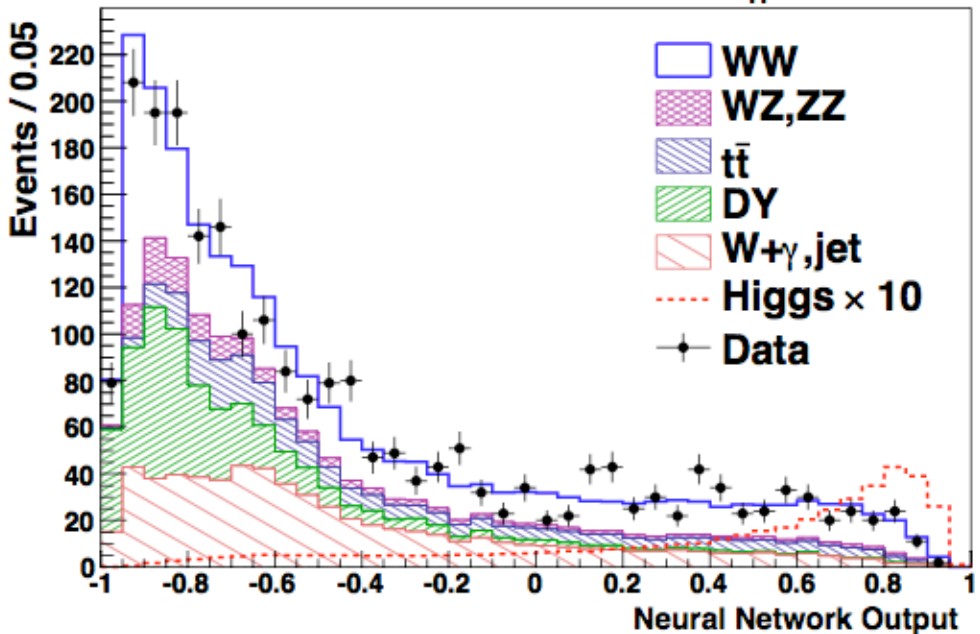 Events / 0.05
220
200
180
160
140
120
100
80
60
40
20
0
WW
WZ,ZZ
tt̄
DY
W+γ,jet
Higgs × 10
Data
-1 -0.8 -0.6 -0.4 -0.2 0 0.2 0.4 0.6 0.8 1
Neural Network Output